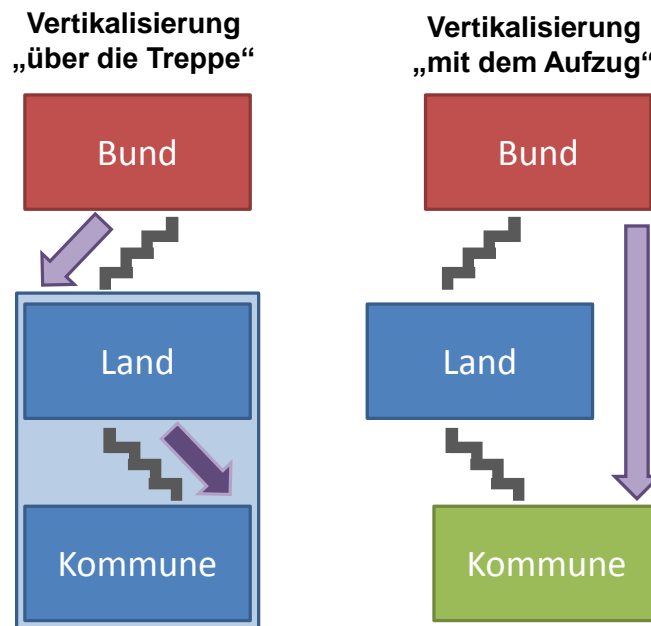 Vertikalisierung
„über die Treppe“
Bund
Land
Kommune
Vertikalisierung
„mit dem Aufzug“
Bund
Land
Kommune